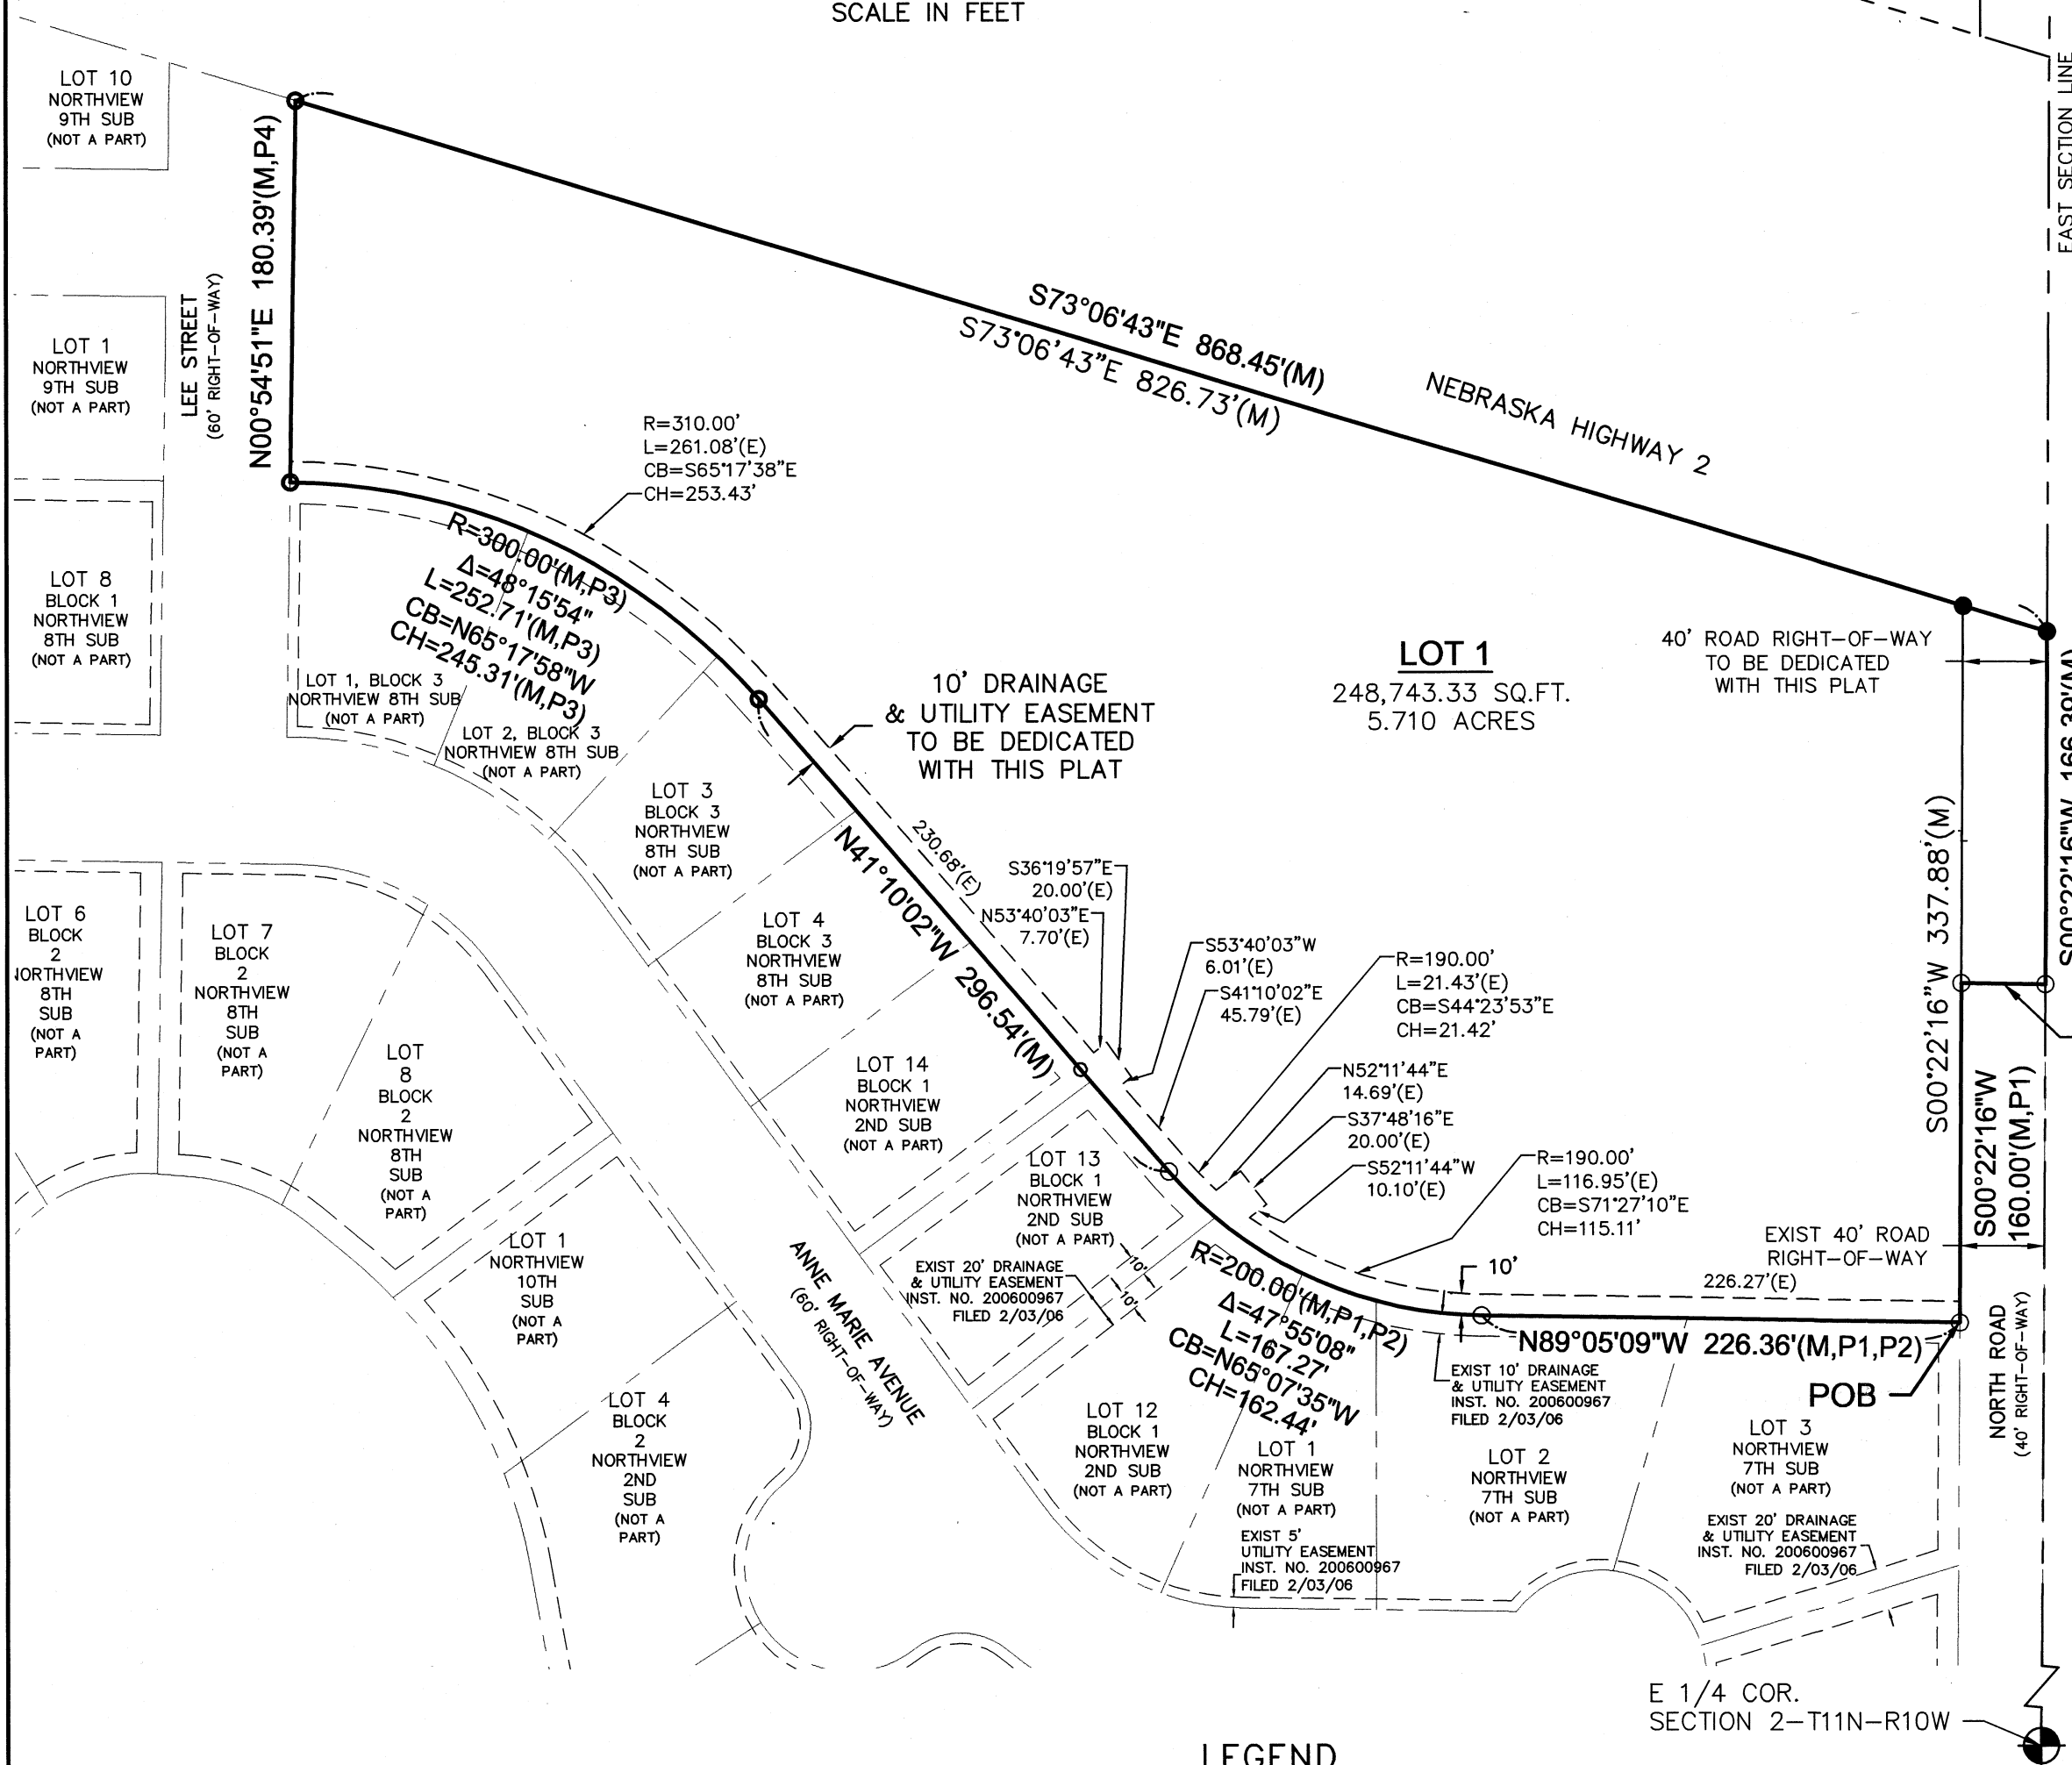 SCALE IN FEET
EAST SECTION LINE
LOT 10
NORTHVIEW
9TH SUB
(NOT A PART)
N00°54'51"E 180.39'(M,P4)
LEE STREET
(60' RIGHT-OF-WAY)
LOT 1
NORTHVIEW
9TH SUB
(NOT A PART)
S73°06'43"E 868.45'(M)
S73°06'43"E 826.73'(M)
NEBRASKA HIGHWAY 2
R=310.00'
L=261.08'(E)
CB=S65°17'38"E
CH=253.43'
R=300.00'(M,P3)
Δ=48°15'54"
L=252.71'(M,P3)
CB=N65°17'58"W
CH=245.31'(M,P3)
LOT 8
BLOCK 1
NORTHVIEW
8TH SUB
(NOT A PART)
LOT 1, BLOCK 3
NORTHVIEW 8TH SUB
(NOT A PART)
LOT 2, BLOCK 3
NORTHVIEW 8TH SUB
(NOT A PART)
10' DRAINAGE
& UTILITY EASEMENT
TO BE DEDICATED
WITH THIS PLAT
LOT 1
248,743.33 SQ.FT.
5.710 ACRES
40' ROAD RIGHT-OF-WAY
TO BE DEDICATED
WITH THIS PLAT
S00°22'16"W 166.39'(M)
S00°22'16"W 337.88'(M)
LOT 3
BLOCK 3
NORTHVIEW
8TH SUB
(NOT A PART)
N41°10'02"W 296.54'(M)
230.68'(E)
S36°19'57"E
20.00'(E)
N53°40'03"E
7.70'(E)
S53°40'03"W
6.01'(E)
S41°10'02"E
45.79'(E)
R=190.00'
L=21.43'(E)
CB=S44°23'53"E
CH=21.42'
N52°11'44"E
14.69'(E)
S37°48'16"E
20.00'(E)
S52°11'44"W
10.10'(E)
R=190.00'
L=116.95'(E)
CB=S71°27'10"E
CH=115.11'
S00°22'16"W
160.00'(M,P1)
EXIST 40' ROAD
RIGHT-OF-WAY
226.27'(E)
10'
LOT 6
BLOCK
2
NORTHVIEW
8TH
SUB
(NOT A
PART)
LOT 7
BLOCK
2
NORTHVIEW
8TH
SUB
(NOT A
PART)
LOT
8
BLOCK
2
NORTHVIEW
8TH
SUB
(NOT A
PART)
LOT 4
BLOCK 3
NORTHVIEW
8TH SUB
(NOT A PART)
LOT 14
BLOCK 1
NORTHVIEW
2ND SUB
(NOT A PART)
LOT 13
BLOCK 1
NORTHVIEW
2ND SUB
(NOT A PART)
10'
10'
EXIST 20' DRAINAGE
& UTILITY EASEMENT
INST. NO. 200600967
FILED 2/03/06
R=200.00'(M,P1,P2)
Δ=47°55'08"
L=167.27'
CB=N65°07'35"W
CH=162.44'
N89°05'09"W 226.36'(M,P1,P2)
POB
NORTH ROAD
(40' RIGHT-OF-WAY)
EXIST 10' DRAINAGE
& UTILITY EASEMENT
INST. NO. 200600967
FILED 2/03/06
ANNE MARIE AVENUE
(60' RIGHT-OF-WAY)
LOT 1
NORTHVIEW
10TH
SUB
(NOT A
PART)
LOT 4
BLOCK
2
NORTHVIEW
2ND
SUB
(NOT A
PART)
LOT 12
BLOCK 1
NORTHVIEW
2ND SUB
(NOT A PART)
LOT 1
NORTHVIEW
7TH SUB
(NOT A PART)
LOT 2
NORTHVIEW
7TH SUB
(NOT A PART)
LOT 3
NORTHVIEW
7TH SUB
(NOT A PART)
EXIST 5'
UTILITY EASEMENT
INST. NO. 200600967
FILED 2/03/06
EXIST 20' DRAINAGE
& UTILITY EASEMENT
INST. NO. 200600967
FILED 2/03/06
E 1/4 COR.
SECTION 2-T11N-R10W
LEGEND